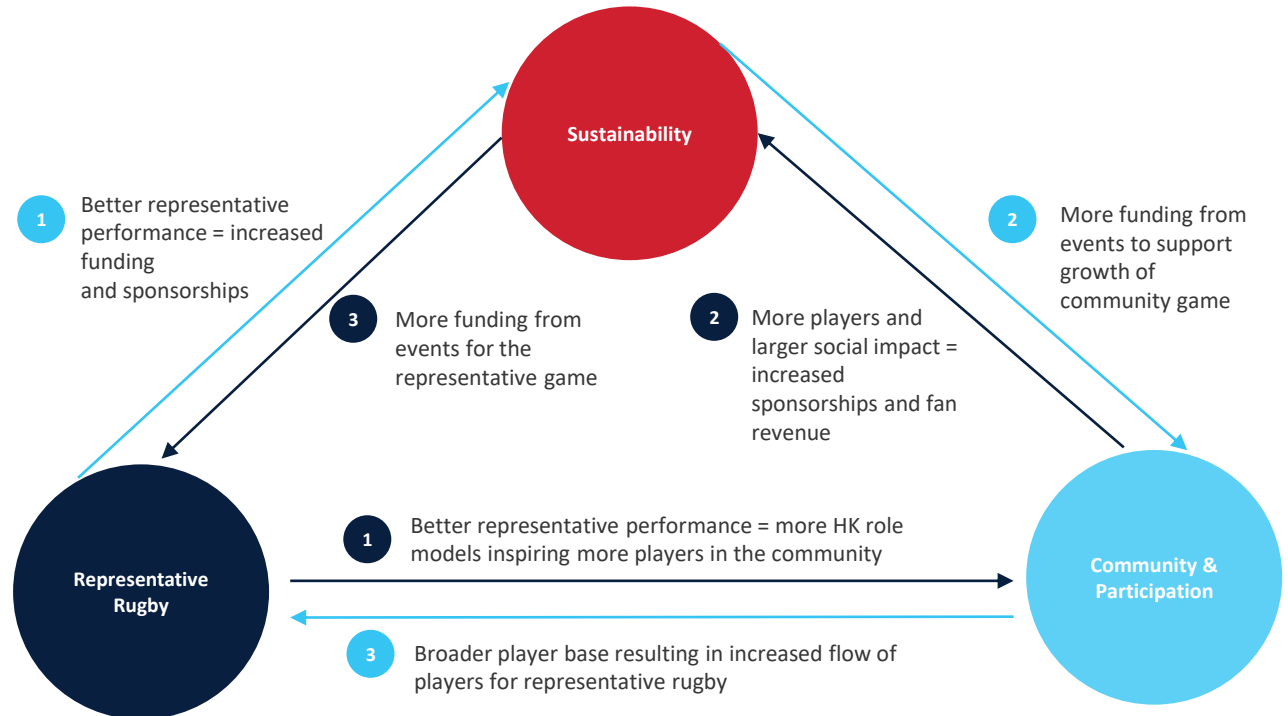 Sustainability
1
Better representative
performance = increased
funding
and sponsorships
2
More funding from
events to support
growth of
community game
3
More funding from
events for the
representative game
2
More players and
larger social impact =
increased
sponsorships and fan
revenue
1
Better representative performance = more HK role
models inspiring more players in the community
Representative
Rugby
Community &
Participation
3
Broader player base resulting in increased flow of
players for representative rugby